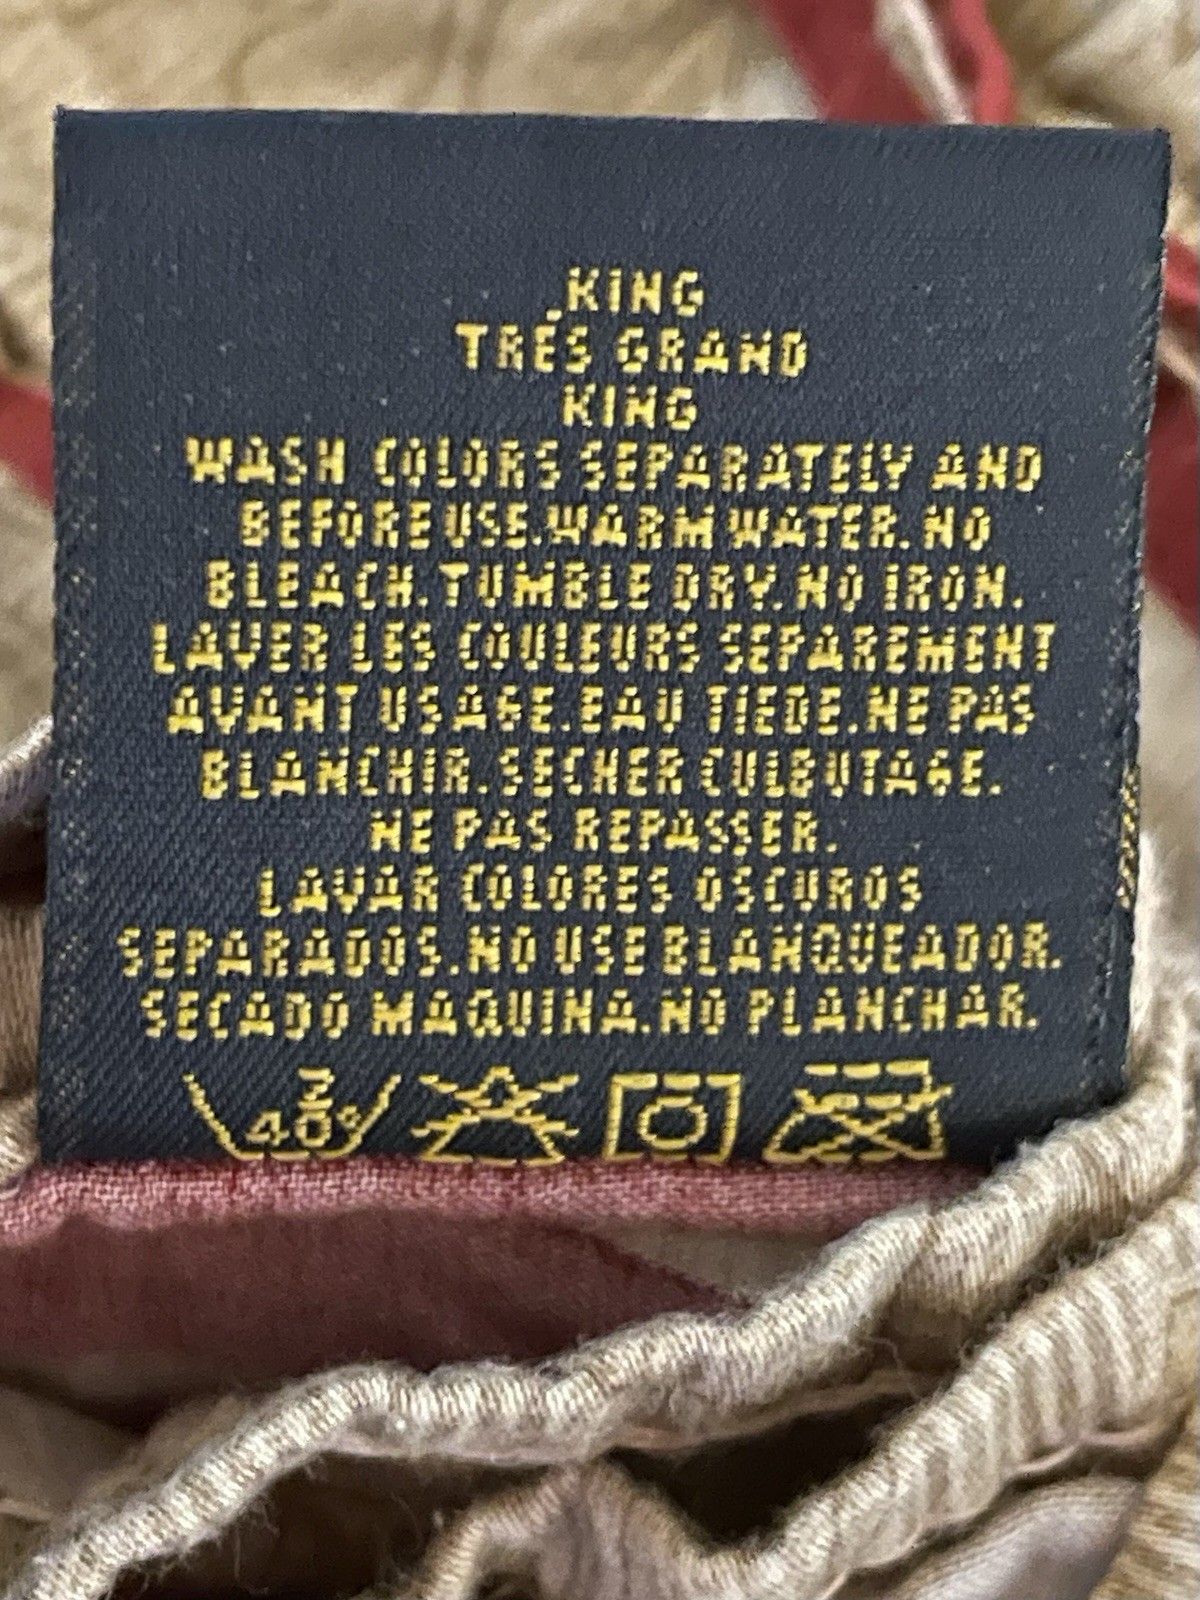 KING
TRÉS GRAND
KING
WASH COLORS SEPARATELY AND
BEFORE USE.WARM WATER.NO
BLEACH.TUMBLE DRY.NO IRON.
LAVER LES COULEURS SEPAREMENT
AVANT USAGE.EAU TIEDE.NE PAS
BLANCHIR.SECHER CULBUTAGE.
NE PAS REPASSER.
LAVAR COLORES OSCUROS
SEPARADOS.NO USE BLANQUEADOR.
SECADO MAQUINA.NO PLANCHAR.
40°